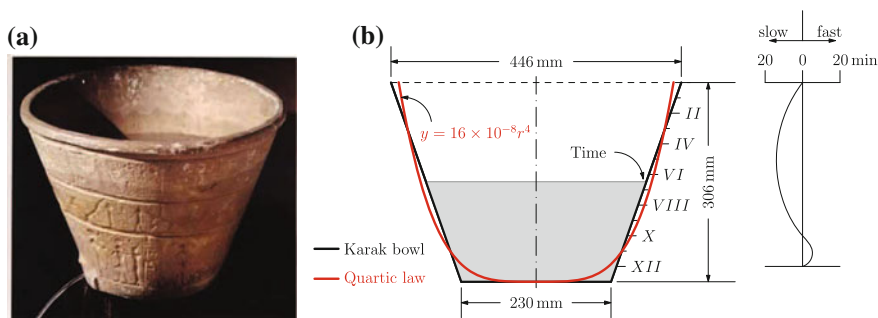 (a)
(b)
446 mm
y = 16 × 10⁻⁸r⁴
Time
II
IV
VI
VIII
X
XII
306 mm
Karak bowl
Quartic law
230 mm
slow fast
20 0 20 min